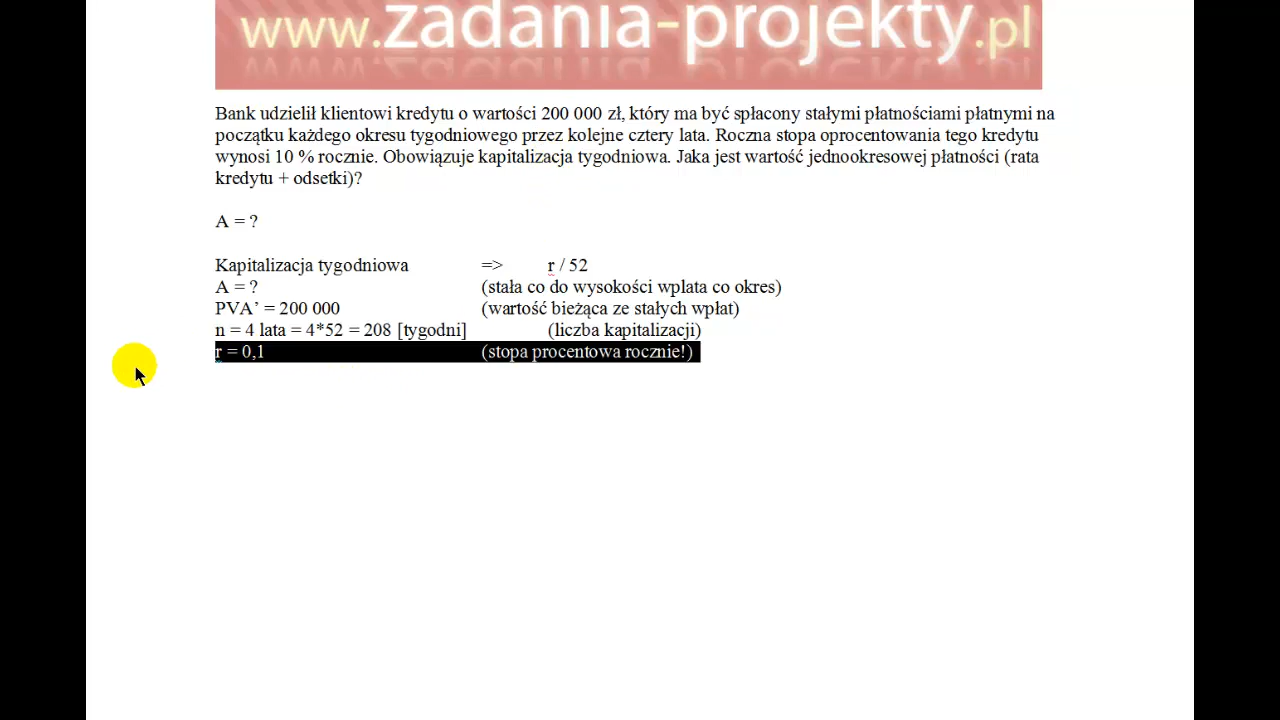 www.zadania-projekty.pl
Bank udzielił klientowi kredytu o wartości 200 000 zł, który ma być spłacony stałymi płatnościami płatnymi na
początku każdego okresu tygodniowego przez kolejne cztery lata. Roczna stopa oprocentowania tego kredytu
wynosi 10 % rocznie. Obowiązuje kapitalizacja tygodniowa. Jaka jest wartość jednookresowej płatności (rata
kredytu + odsetki)?
A = ?
Kapitalizacja tygodniowa => r / 52
A = ? (stała co do wysokości wplata co okres)
PVA’ = 200 000 (wartość bieżąca ze stałych wpłat)
n = 4 lata = 4*52 = 208 [tygodni] (liczba kapitalizacji)
r = 0,1 (stopa procentowa rocznie!)